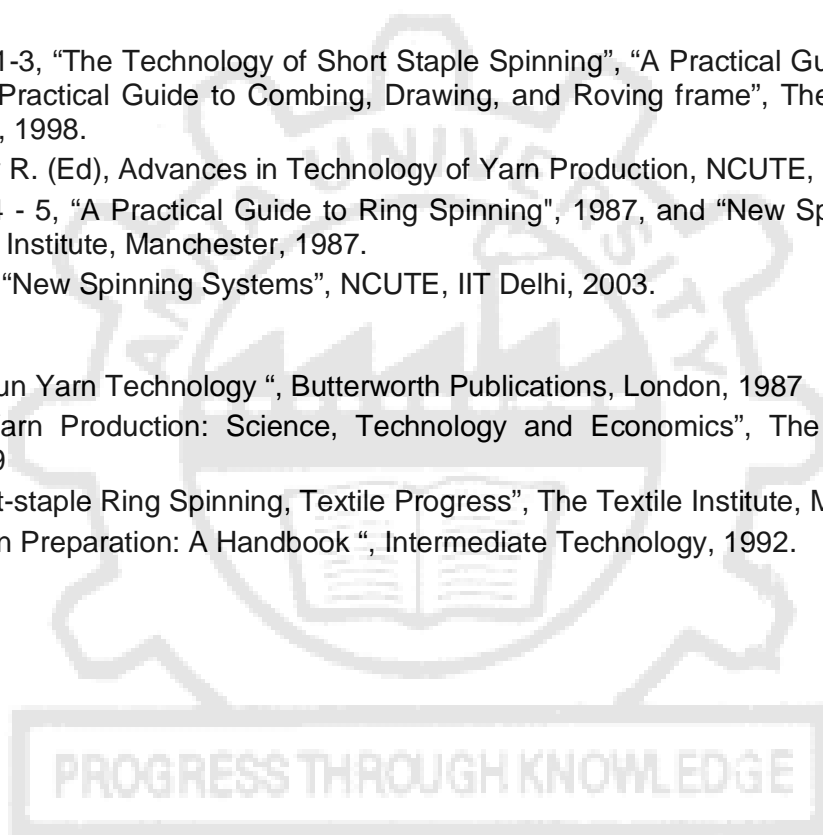 1-3, “The Technology of Short Staple Spinning”, “A Practical Gu
Practical Guide to Combing, Drawing, and Roving frame”, The
, 1998.
R. (Ed), Advances in Technology of Yarn Production, NCUTE,
- 5, “A Practical Guide to Ring Spinning", 1987, and “New Sp
Institute, Manchester, 1987.
“New Spinning Systems”, NCUTE, IIT Delhi, 2003.
un Yarn Technology “, Butterworth Publications, London, 1987
arn Production: Science, Technology and Economics”, The
9
t-staple Ring Spinning, Textile Progress”, The Textile Institute, M
n Preparation: A Handbook “, Intermediate Technology, 1992.
ANNA UNIVERSITY
PROGRESS THROUGH KNOWLEDGE